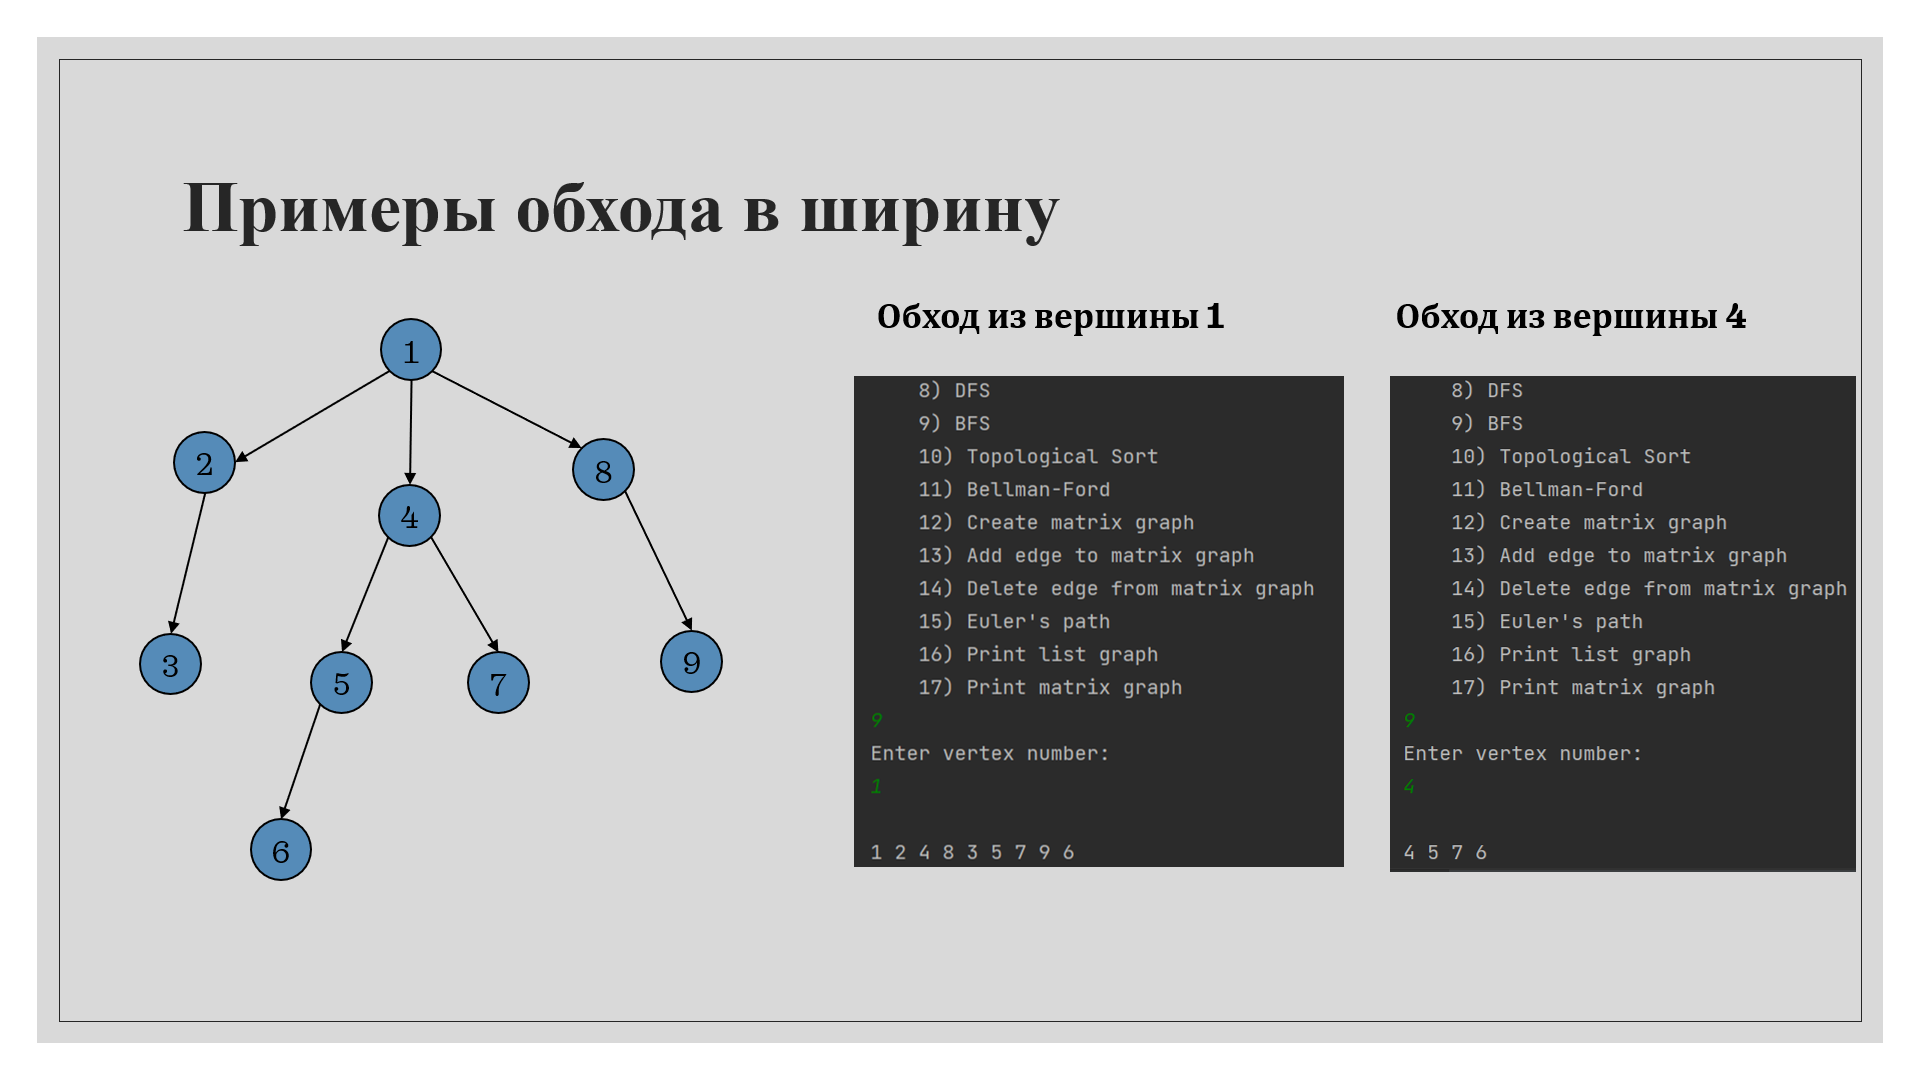 Примеры обхода в ширину
1
2
8
4
3
5
7
9
6
Обход из вершины 1
8) DFS
9) BFS
10) Topological Sort
11) Bellman-Ford
12) Create matrix graph
13) Add edge to matrix graph
14) Delete edge from matrix graph
15) Euler's path
16) Print list graph
17) Print matrix graph
9
Enter vertex number:
1
1 2 4 8 3 5 7 9 6
Обход из вершины 4
8) DFS
9) BFS
10) Topological Sort
11) Bellman-Ford
12) Create matrix graph
13) Add edge to matrix graph
14) Delete edge from matrix graph
15) Euler's path
16) Print list graph
17) Print matrix graph
9
Enter vertex number:
4
4 5 7 6